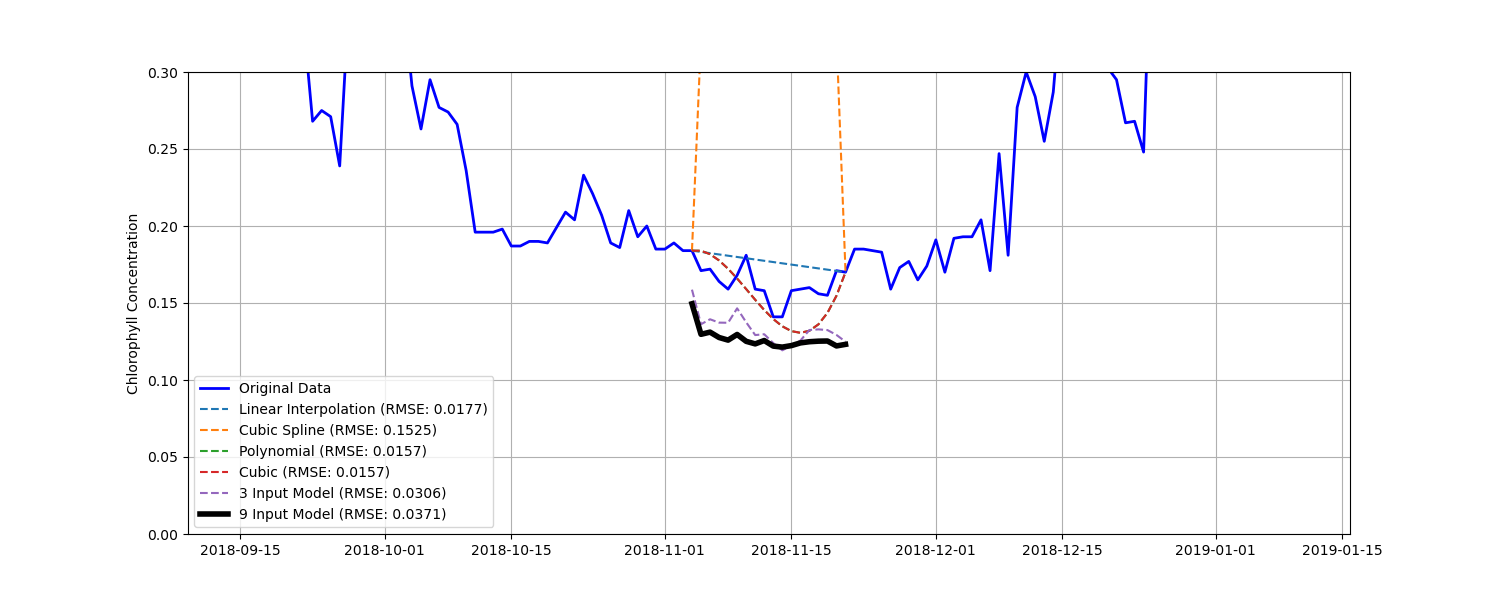 Chlorophyll Concentration
0.30
0.25
0.20
0.15
0.10
0.05
0.00
Original Data
Linear Interpolation (RMSE: 0.0177)
Cubic Spline (RMSE: 0.1525)
Polynomial (RMSE: 0.0157)
Cubic (RMSE: 0.0157)
3 Input Model (RMSE: 0.0306)
9 Input Model (RMSE: 0.0371)
2018-09-15 2018-10-01 2018-10-15 2018-11-01 2018-11-15 2018-12-01 2018-12-15 2019-01-01 2019-01-15